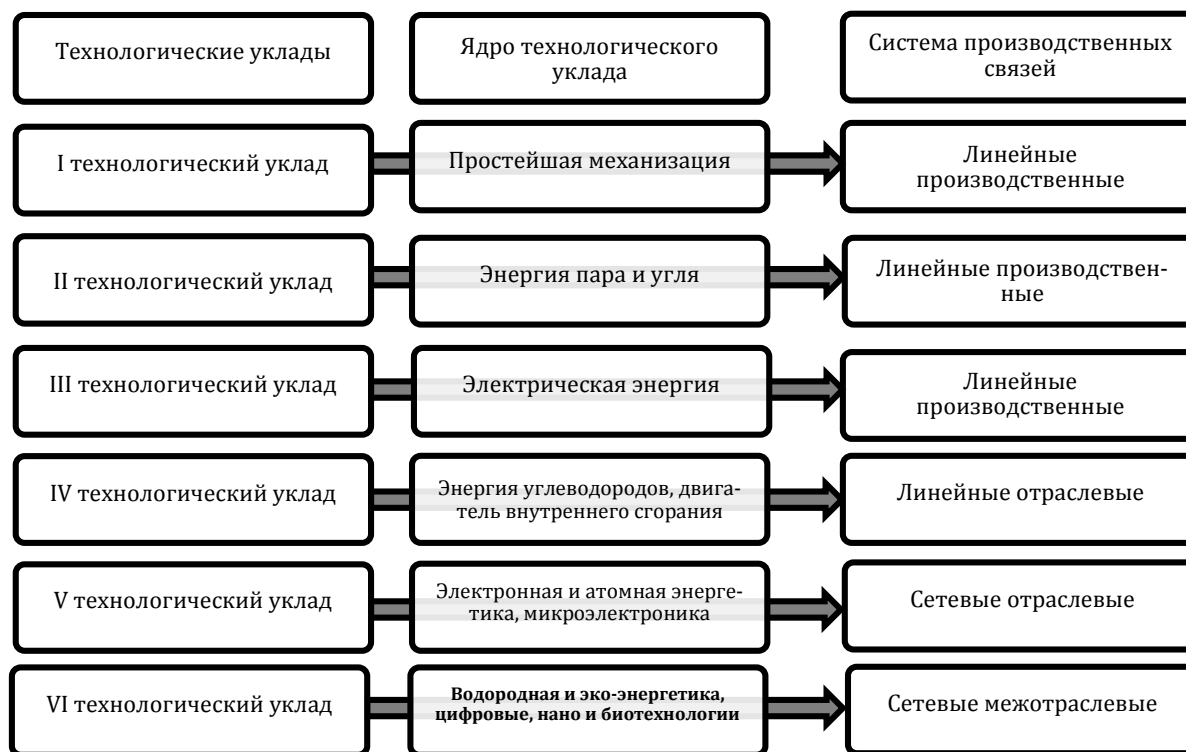 Технологические уклады
Ядро технологического
уклада
Система производственных
связей
I технологический уклад
Простейшая механизация
Линейные
производственные
II технологический уклад
Энергия пара и угля
Линейные производствен-
ные
III технологический уклад
Электрическая энергия
Линейные
производственные
IV технологический уклад
Энергия углеводородов, двига-
тель внутреннего сгорания
Линейные отраслевые
V технологический уклад
Электронная и атомная энерге-
тика, микроэлектроника
Сетевые отраслевые
VI технологический уклад
Водородная и эко-энергетика,
цифровые, нано и биотехнологии
Сетевые межотраслевые